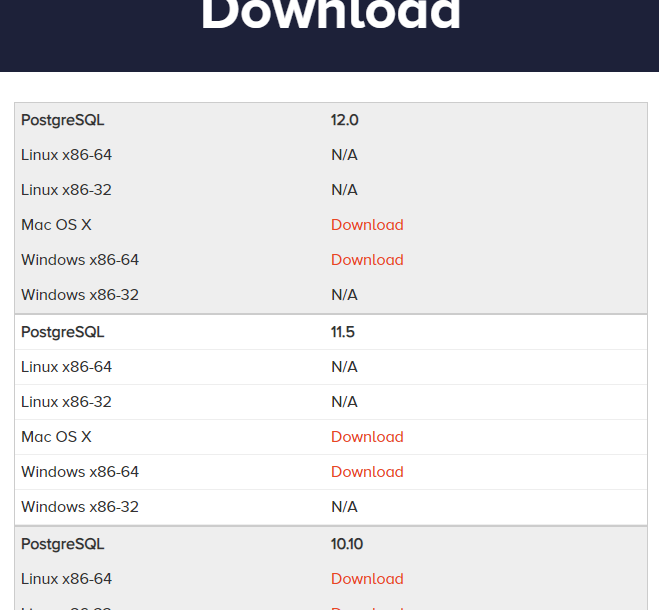 Download
PostgreSQL 12.0
Linux x86-64 N/A
Linux x86-32 N/A
Mac OS X Download
Windows x86-64 Download
Windows x86-32 N/A
PostgreSQL 11.5
Linux x86-64 N/A
Linux x86-32 N/A
Mac OS X Download
Windows x86-64 Download
Windows x86-32 N/A
PostgreSQL 10.10
Linux x86-64 Download